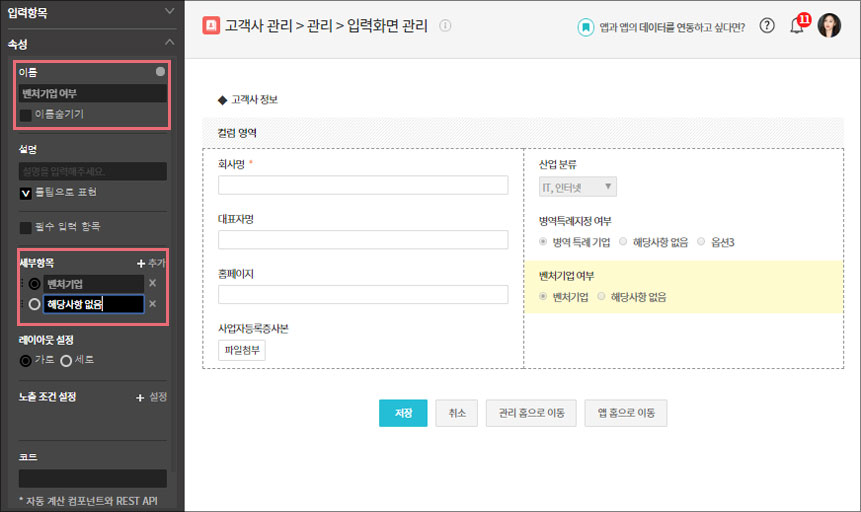 입력항목
속성
이름
벤처기업 여부
이름숨기기
설명
설명을 입력해주세요.
툴팁으로 표현
필수 입력 항목
세부항목
+ 추가
벤처기업
해당사항 없음
레이아웃 설정
가로 세로
노출 조건 설정
+ 설정
코드
* 자동 계산 컴포넌트와 REST API
고객사 관리 > 관리 > 입력화면 관리
앱과 앱의 데이터를 연동하고 싶다면?
11
◆ 고객사 정보
컬럼 영역
회사명 *
대표자명
홈페이지
사업자등록증사본
파일첨부
산업 분류
IT, 인터넷
병역특례지정 여부
병역 특례 기업 해당사항 없음 옵션3
벤처기업 여부
벤처기업 해당사항 없음
저장 취소 관리 홈으로 이동 앱 홈으로 이동